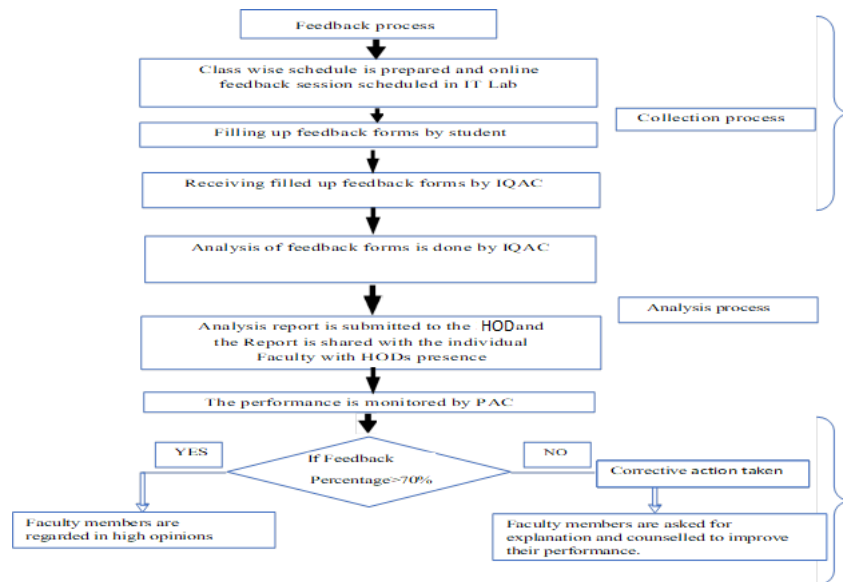 Feedback process
Class wise schedule is prepared and online
feedback session scheduled in IT Lab
Collection process
Filling up feedback forms by student
Receiving filled up feedback forms by IQAC
Analysis of feedback forms is done by IQAC
Analysis process
Analysis report is submitted to the HOD and
the Report is shared with the individual
Faculty with HODs presence
The performance is monitored by PAC
YES
If Feedback
Percentage>70%
NO
Corrective action taken
Faculty members are
regarded in high opinions
Faculty members are asked for
explanation and counselled to improve
their performance.